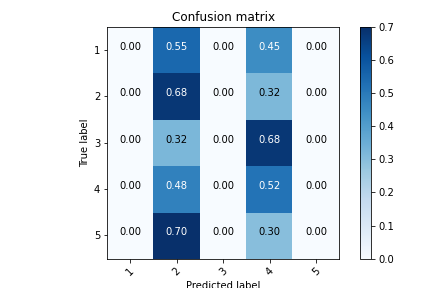 Confusion matrix
1 0.00 0.55 0.00 0.45 0.00 0.7
2 0.00 0.68 0.00 0.32 0.00 0.6
3 0.00 0.32 0.00 0.68 0.00 0.5
4 0.00 0.48 0.00 0.52 0.00 0.4
5 0.00 0.70 0.00 0.30 0.00 0.3
0.2
0.1
0.0
True label
1 2 3 4 5
Predicted label